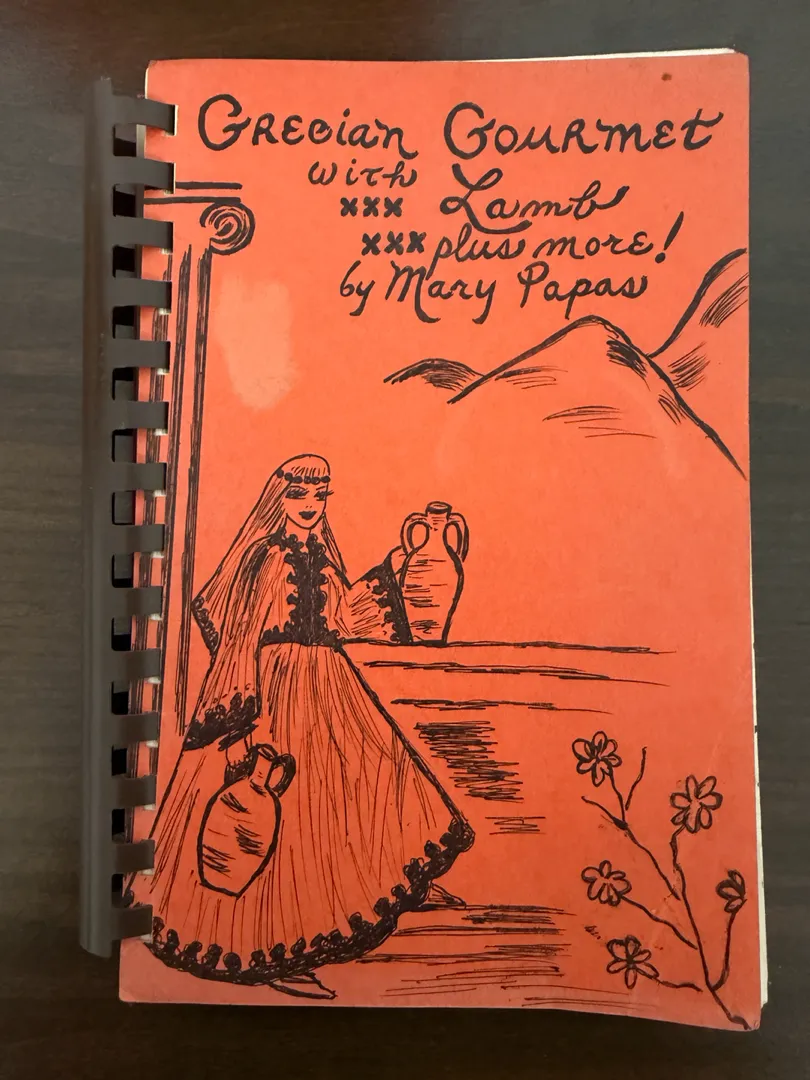 Grecian Gourmet
with
xxx Lamb
xxx plus more!
by Mary Papas